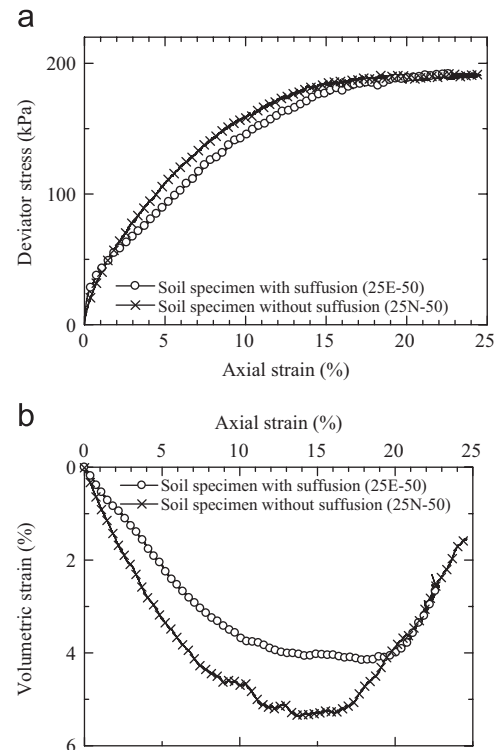 a
200
100
0
Deviator stress (kPa)
Soil specimen with suffusion (25E-50)
Soil specimen without suffusion (25N-50)
0 5 10 15 20 25
Axial strain (%)
b
Axial strain (%)
0 5 10 15 20 25
0
2
4
6
Volumetric strain (%)
Soil specimen with suffusion (25E-50)
Soil specimen without suffusion (25N-50)